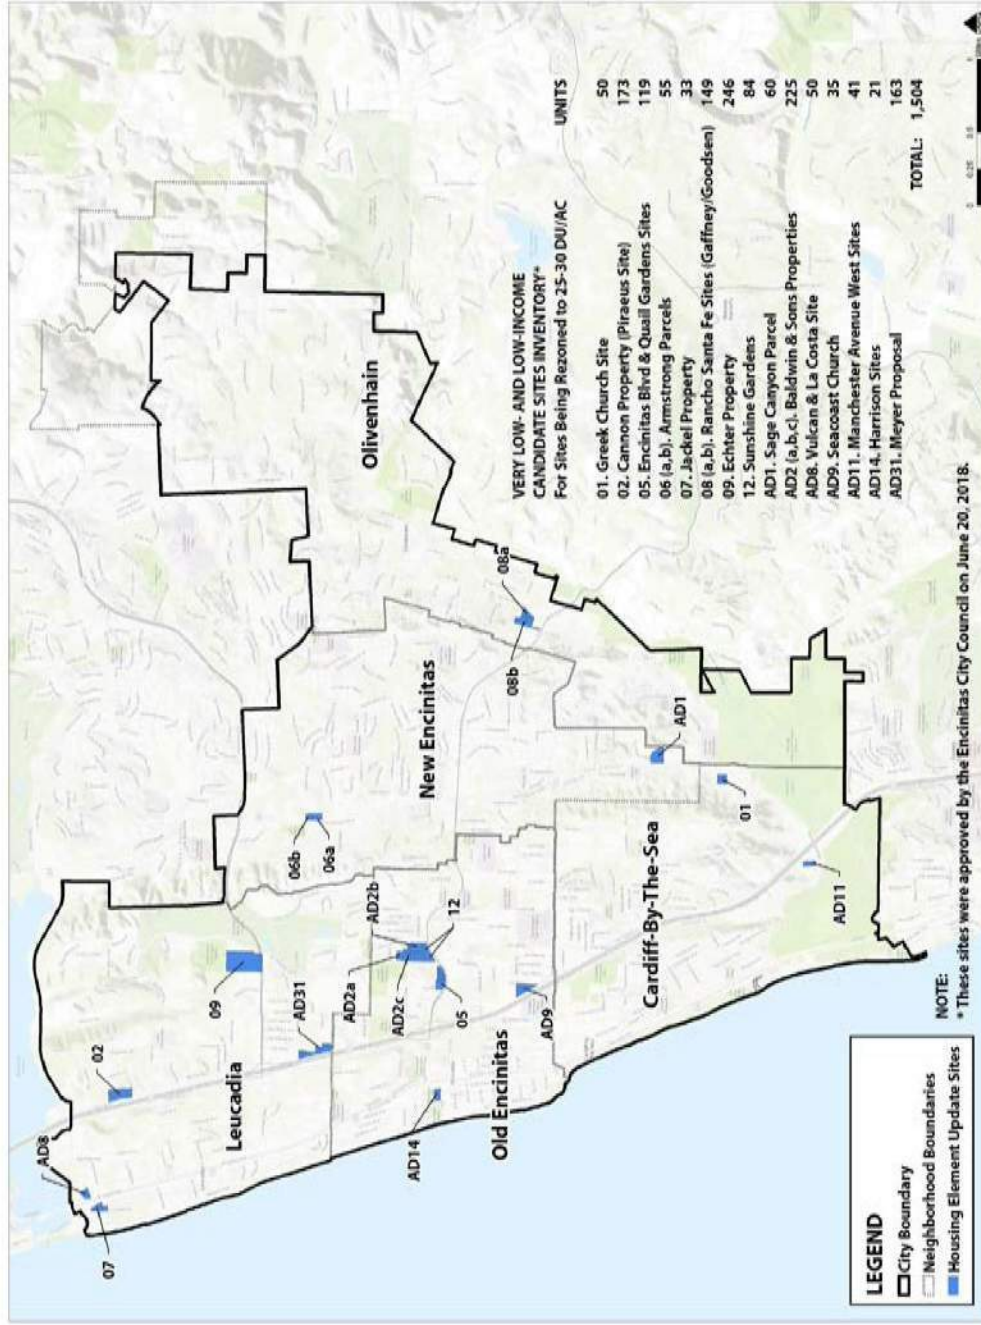 VERY LOW- AND LOW-INCOME
CANDIDATE SITES INVENTORY*
For Sites Being Rezoned to 25-30 DU/AC UNITS
01. Greek Church Site 50
02. Cannon Property (Piraeus Site) 173
05. Encinitas Blvd & Quail Gardens Sites 119
06 (a,b). Armstrong Parcels 55
07. Jackel Property 33
08 (a,b). Rancho Santa Fe Sites (Gaffney/Goodsen) 149
09. Echter Property 246
12. Sunshine Gardens 84
AD1. Sage Canyon Parcel 60
AD2 (a,b,c). Baldwin & Sons Properties 225
AD8. Vulcan & La Costa Site 50
AD9. Seacoast Church 35
AD11. Manchester Avenue West Sites 41
AD14. Harrison Sites 21
AD31. Meyer Proposal 163
TOTAL: 1,504
AD8
07
02
09
Leucadia
AD31
AD2a
AD2c
AD2b
12
05
AD14
Old Encinitas
AD9
06b
06a
New Encinitas
Olivenhain
08a
08b
AD1
01
Cardiff-By-The-Sea
AD11
LEGEND
City Boundary
Neighborhood Boundaries
Housing Element Update Sites
NOTE:
* These sites were approved by the Encinitas City Council on June 20, 2018.
0 0.25 0.5